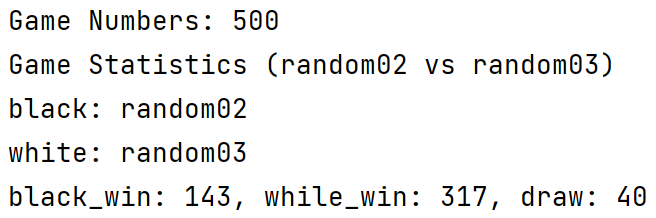 Game Numbers: 500
Game Statistics (random02 vs random03)
black: random02
white: random03
black_win: 143, while_win: 317, draw: 40